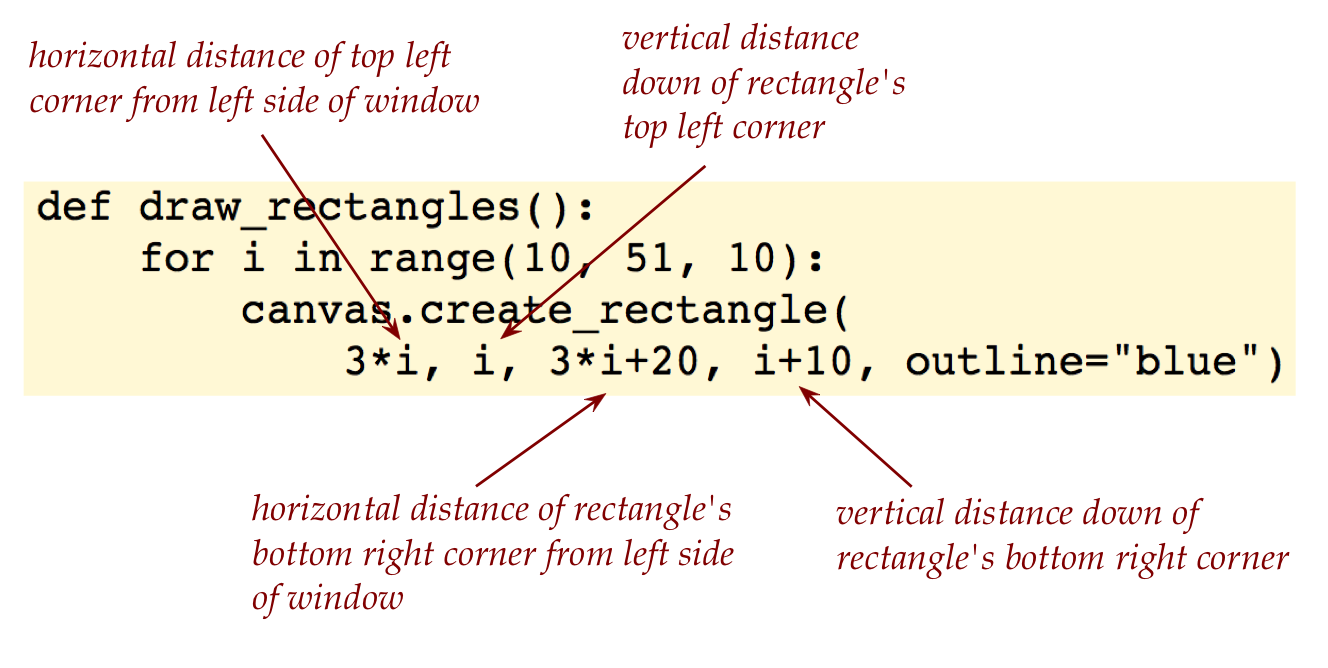 horizontal distance of top left
corner from left side of window
vertical distance
down of rectangle's
top left corner
def draw_rectangles():
    for i in range(10, 51, 10):
        canvas.create_rectangle(
            3*i, i, 3*i+20, i+10, outline="blue")
horizontal distance of rectangle's
bottom right corner from left side
of window
vertical distance down of
rectangle's bottom right corner